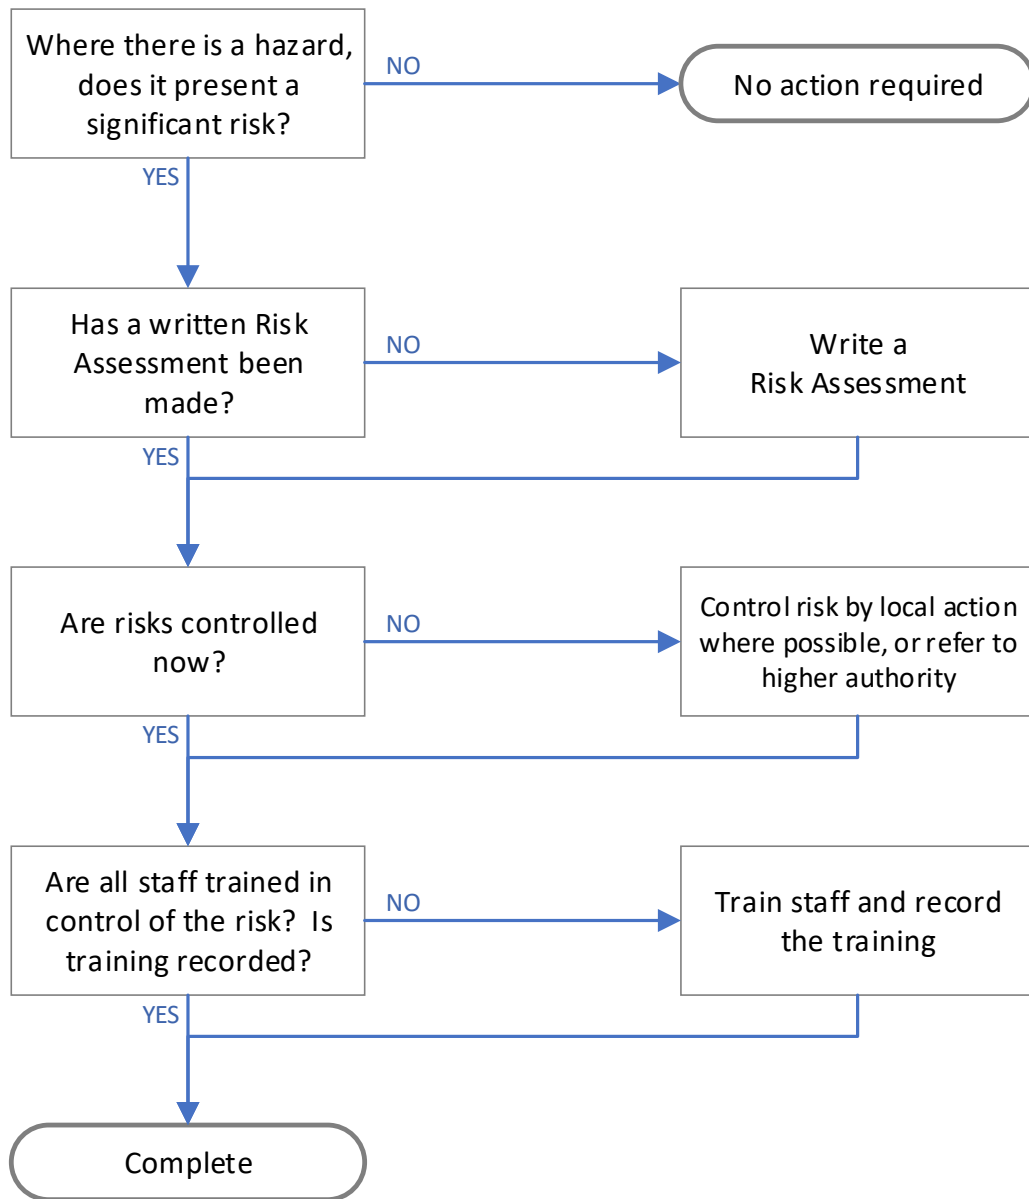 Where there is a hazard,
does it present a
significant risk?
NO
No action required
YES
Has a written Risk
Assessment been
made?
NO
Write a
Risk Assessment
YES
Are risks controlled
now?
NO
Control risk by local action
where possible, or refer to
higher authority
YES
Are all staff trained in
control of the risk?  Is
training recorded?
NO
Train staff and record
the training
YES
Complete